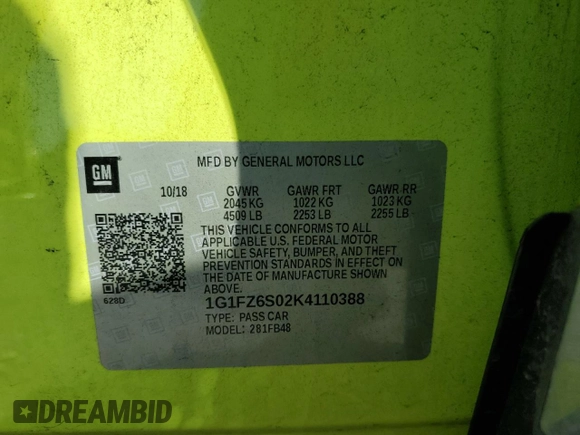 MFD BY GENERAL MOTORS LLC
GM
10/18 GVWR GAWR FRT GAWR RR
2045 KG 1022 KG 1023 KG
4509 LB 2253 LB 2255 LB
THIS VEHICLE CONFORMS TO ALL
APPLICABLE U.S. FEDERAL MOTOR
VEHICLE SAFETY, BUMPER, AND THEFT
PREVENTION STANDARDS IN EFFECT ON
THE DATE OF MANUFACTURE SHOWN
ABOVE.
628D
1G1FZ6S02K4110388
TYPE: PASS CAR
MODEL: 281FB48
DREAMBID